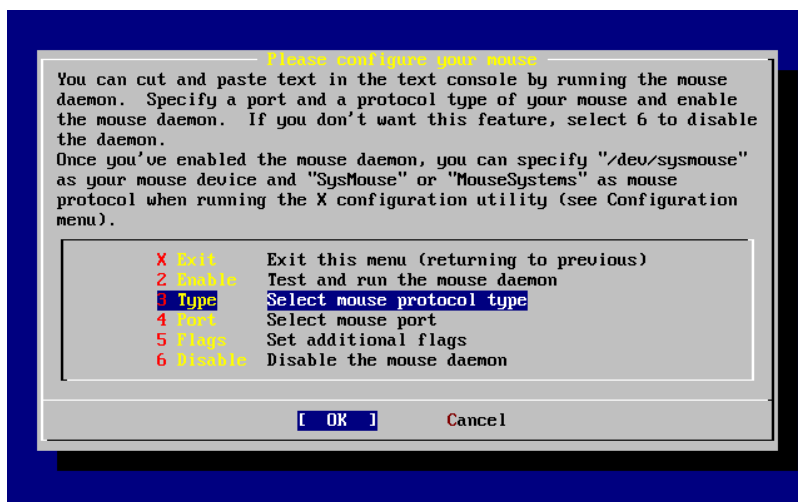 Please configure your mouse
You can cut and paste text in the text console by running the mouse
daemon.  Specify a port and a protocol type of your mouse and enable
the mouse daemon.  If you don't want this feature, select 6 to disable
the daemon.
Once you've enabled the mouse daemon, you can specify "/dev/sysmouse"
as your mouse device and "SysMouse" or "MouseSystems" as mouse
protocol when running the X configuration utility (see Configuration
menu).
X Exit Exit this menu (returning to previous)
2 Enable Test and run the mouse daemon
3 Type Select mouse protocol type
4 Port Select mouse port
5 Flags Set additional flags
6 Disable Disable the mouse daemon
[ OK ] Cancel